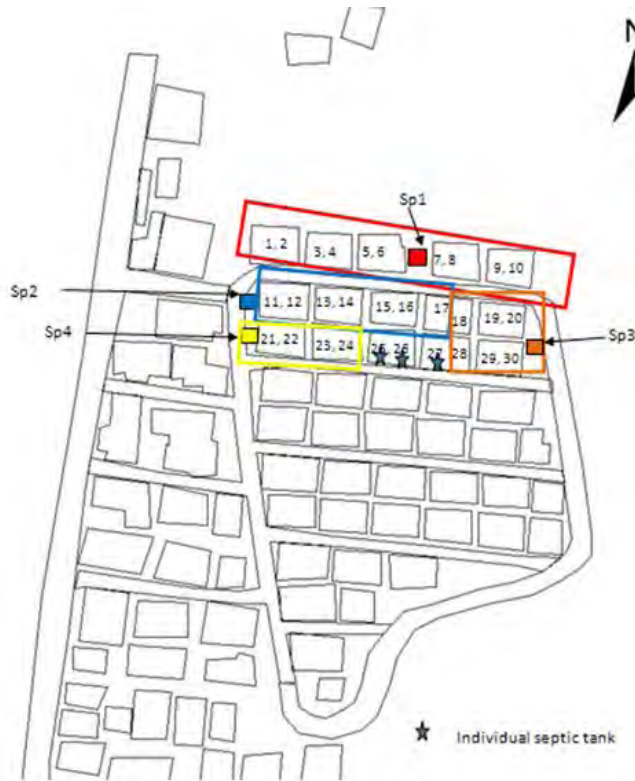 N
Sp1
1, 2
3, 4
5, 6
7, 8
9, 10
Sp2
11, 12
13, 14
15, 16
17
18
19, 20
Sp4
21, 22
23, 24
25, 26
27
28
29, 30
Sp3
Individual septic tank